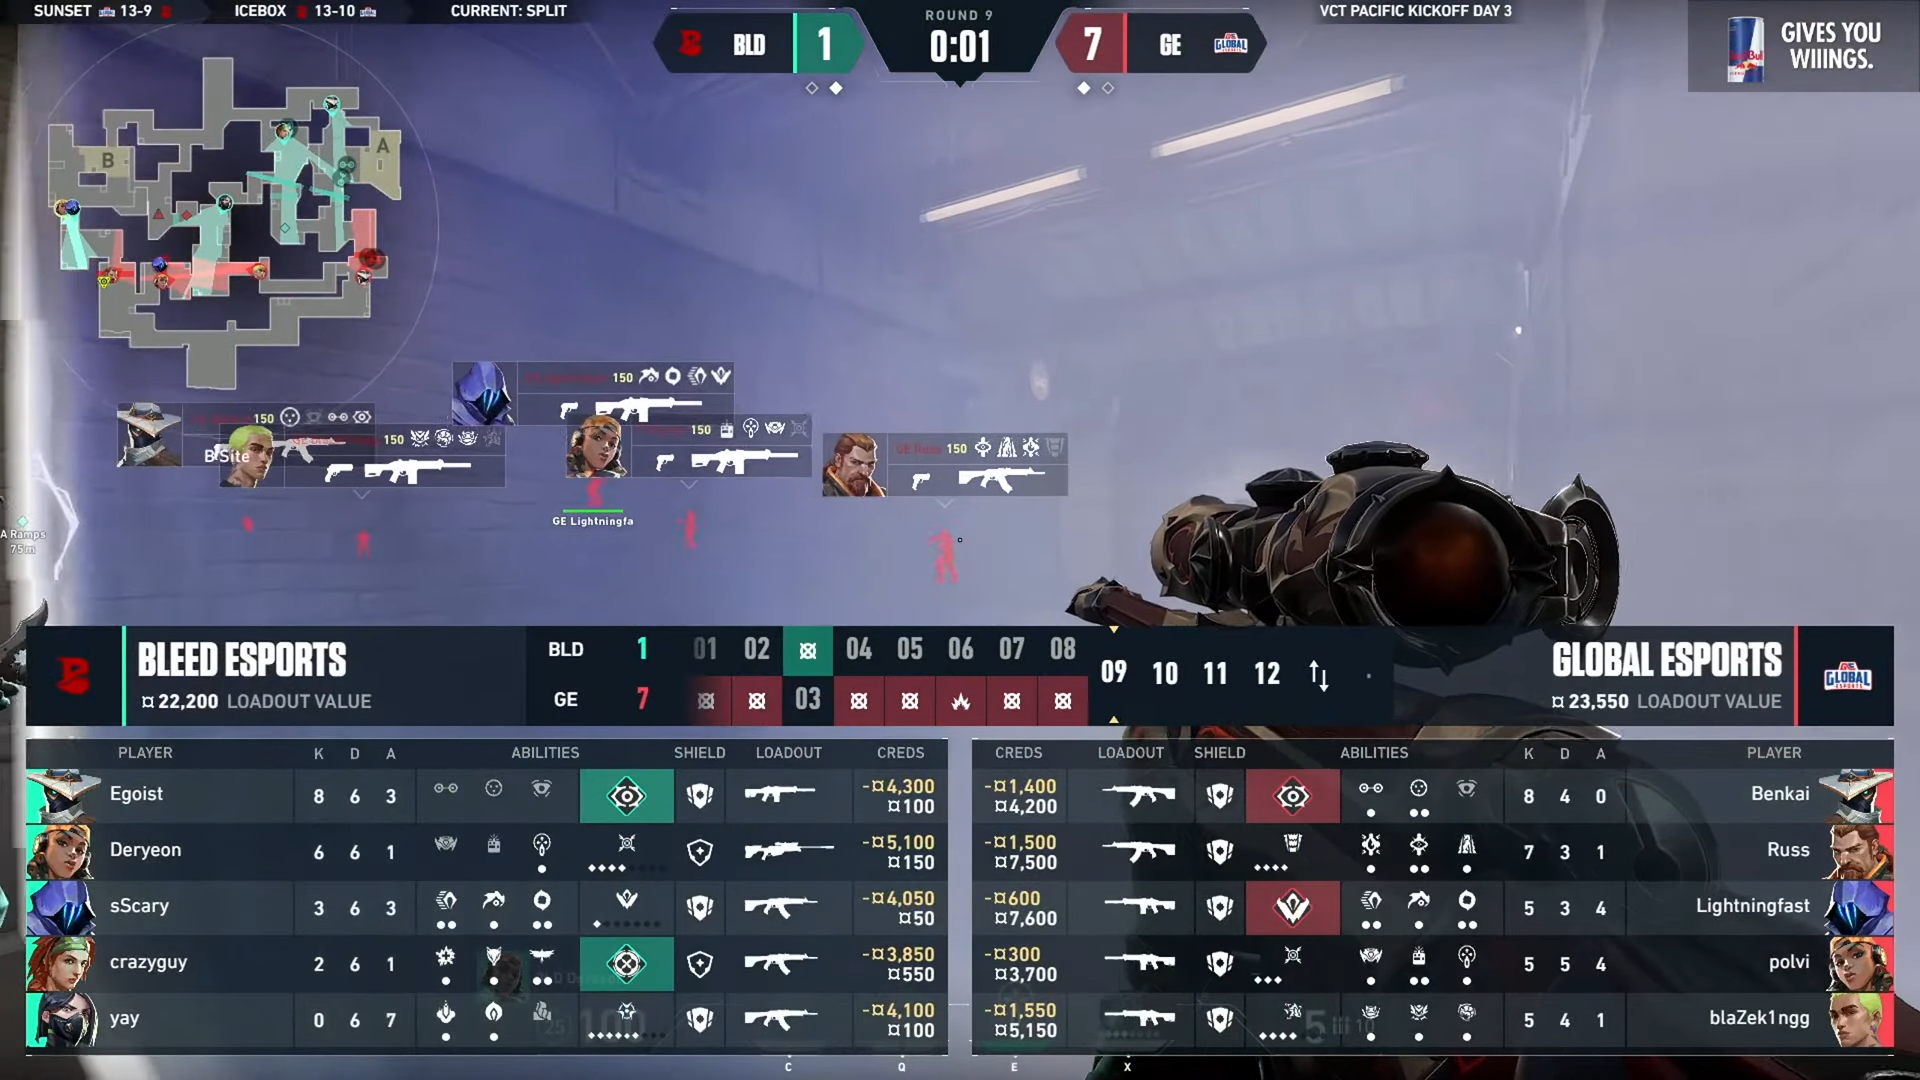 SUNSET 13-9
ICEBOX 13-10
CURRENT: SPLIT
BLD 1
ROUND 9
0:01
7 GE
GLOBAL
VCT PACIFIC KICKOFF DAY 3
Red Bull
GIVES YOU
WIIINGS.
B
A
150
150
B Site
150
150
GE Russ 150
GE Lightningfa
A Ramps
75m
BLEED ESPORTS
22,200 LOADOUT VALUE
BLD 1 01 02 04 05 06 07 08
GE 7 03
09 10 11 12
GLOBAL ESPORTS
23,550 LOADOUT VALUE
GLOBAL
ESPORTS
PLAYER K D A ABILITIES SHIELD LOADOUT CREDS
Egoist 8 6 3 -4,300 100
Deryeon 6 6 1 -5,100 150
sScary 3 6 3 -4,050 50
crazyguy 2 6 1 -3,850 550
yay 0 6 7 -4,100 100
CREDS LOADOUT SHIELD ABILITIES K D A PLAYER
-1,400 4,200 8 4 0 Benkai
-1,500 7,500 7 3 1 Russ
-600 7,600 5 3 4 Lightningfast
-300 3,700 5 5 4 polvi
-1,550 5,150 5 4 1 blaZek1ngg
C Q E X